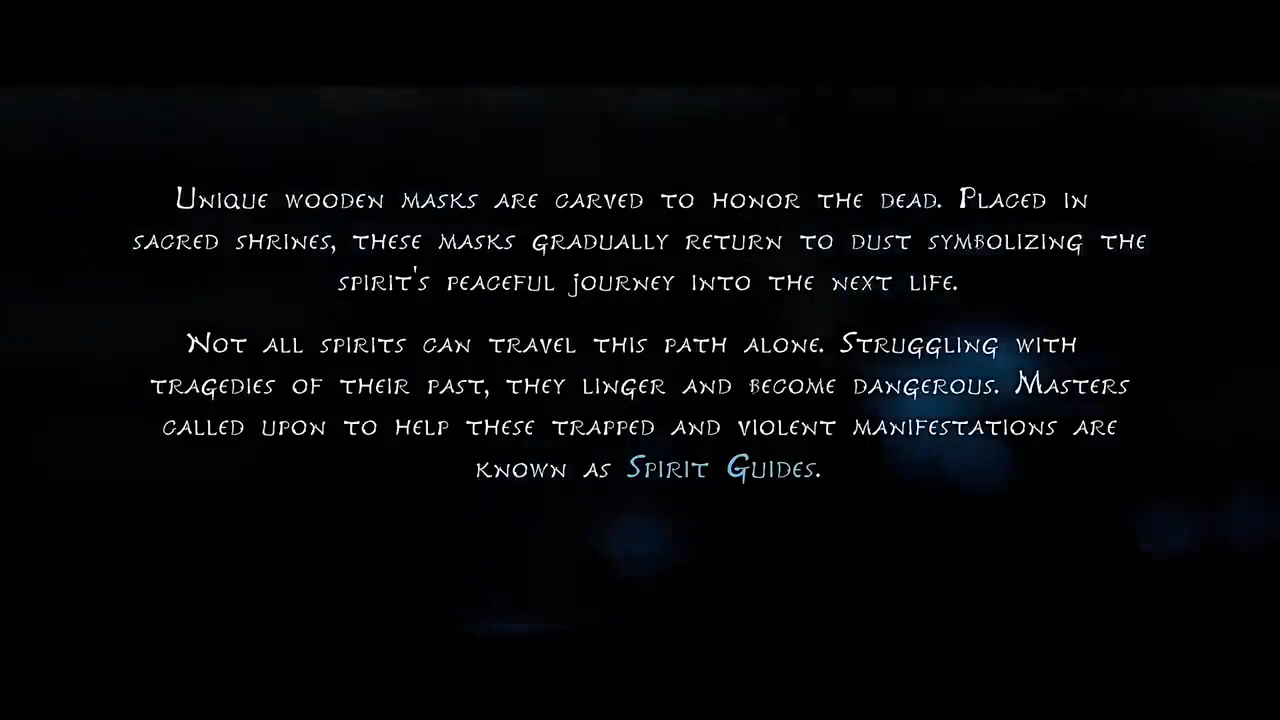 Unique wooden masks are carved to honor the dead. Placed in
sacred shrines, these masks gradually return to dust symbolizing the
spirit's peaceful journey into the next life.
Not all spirits can travel this path alone. Struggling with
tragedies of their past, they linger and become dangerous. Masters
called upon to help these trapped and violent manifestations are
known as Spirit Guides.